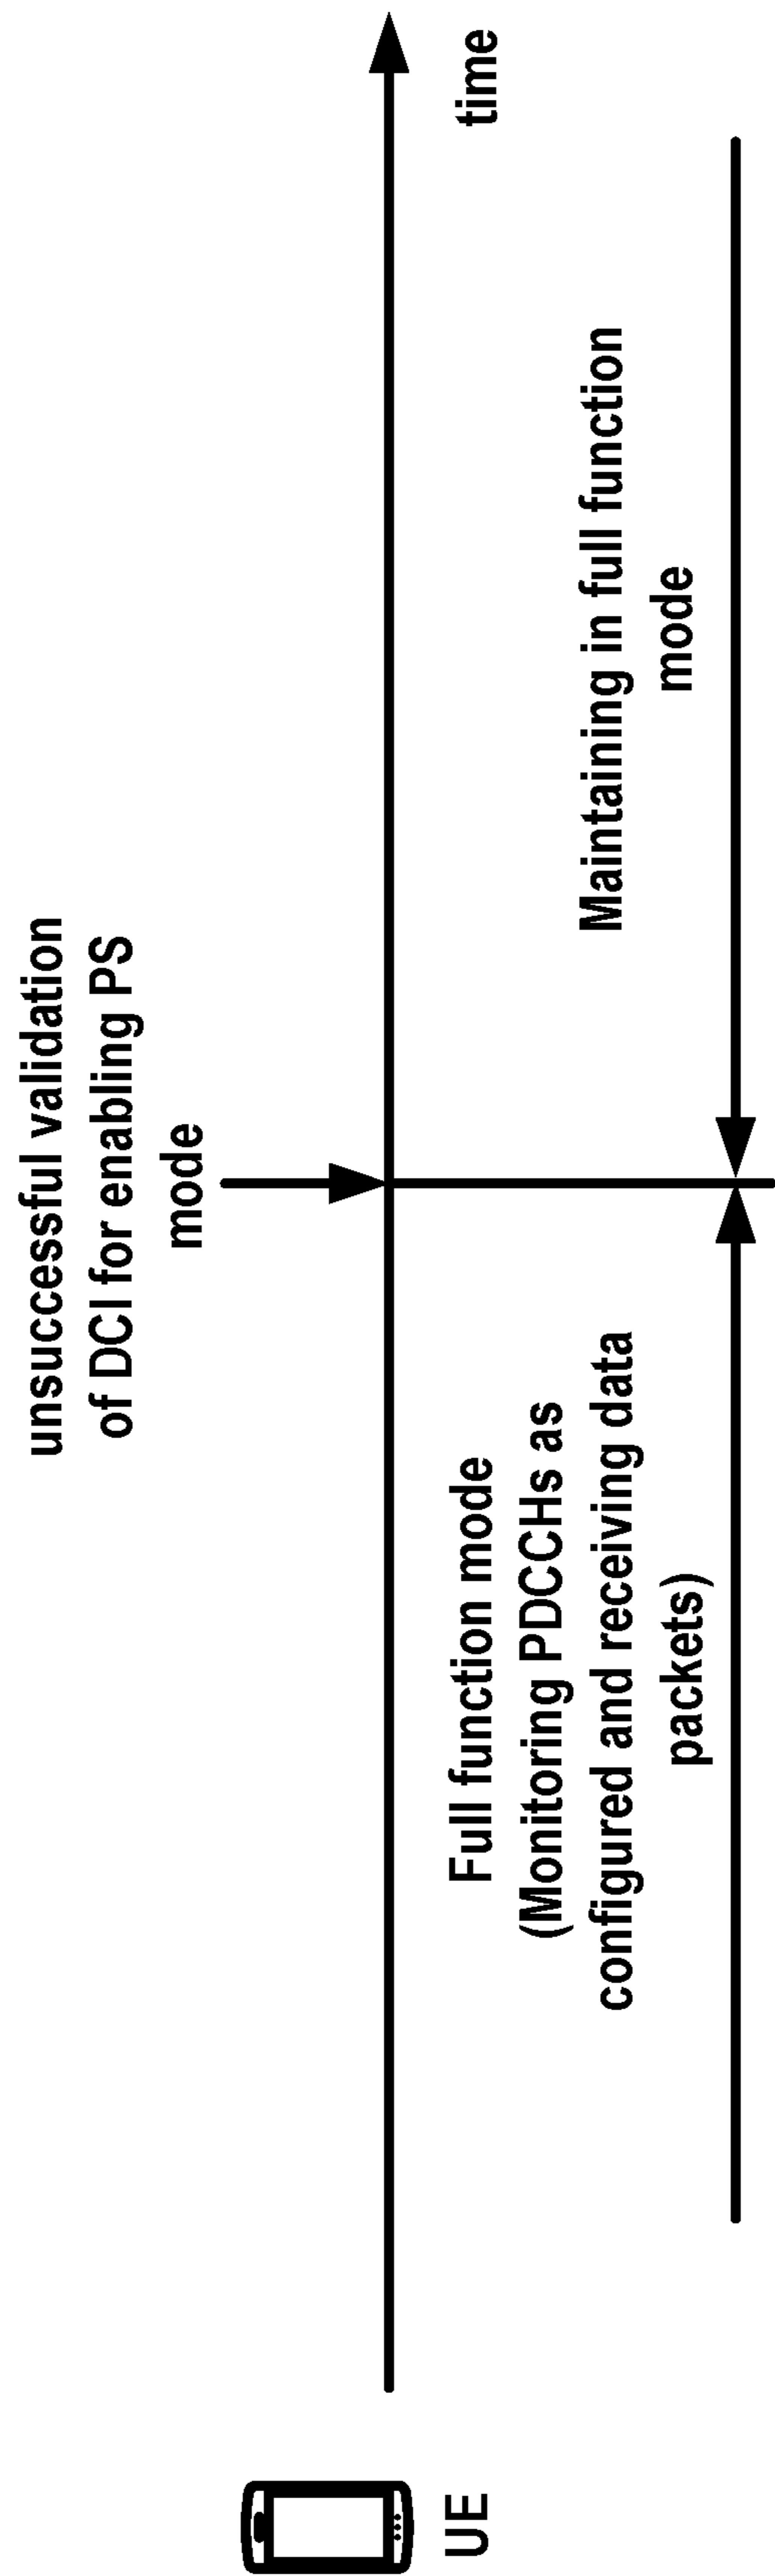 unsuccessful validation
of DCI for enabling PS
mode
time
UE
Full function mode
(Monitoring PDCCHs as
configured and receiving data
packets)
Maintaining in full function
mode